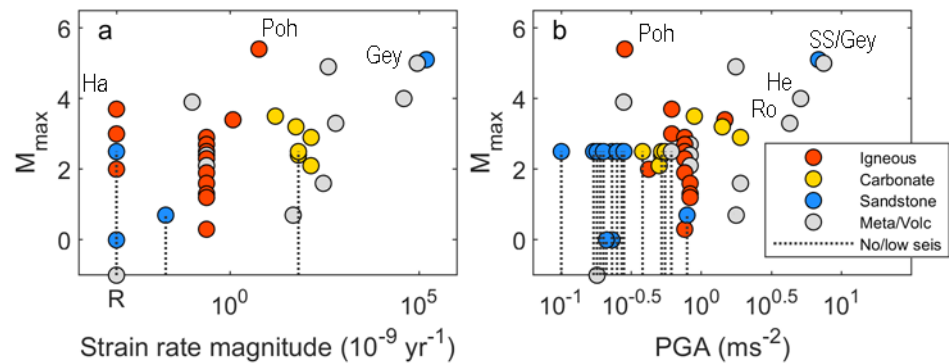 a
Poh
Gey
Ha
M_max
6
4
2
0
R
10^0
10^5
Strain rate magnitude (10^-9 yr^-1)
b
Poh
SS/Gey
He
Ro
M_max
6
4
2
0
Igneous
Carbonate
Sandstone
Meta/Volc
No/low seis
10^-1
10^-0.5
10^0
10^0.5
10^1
PGA (ms^-2)